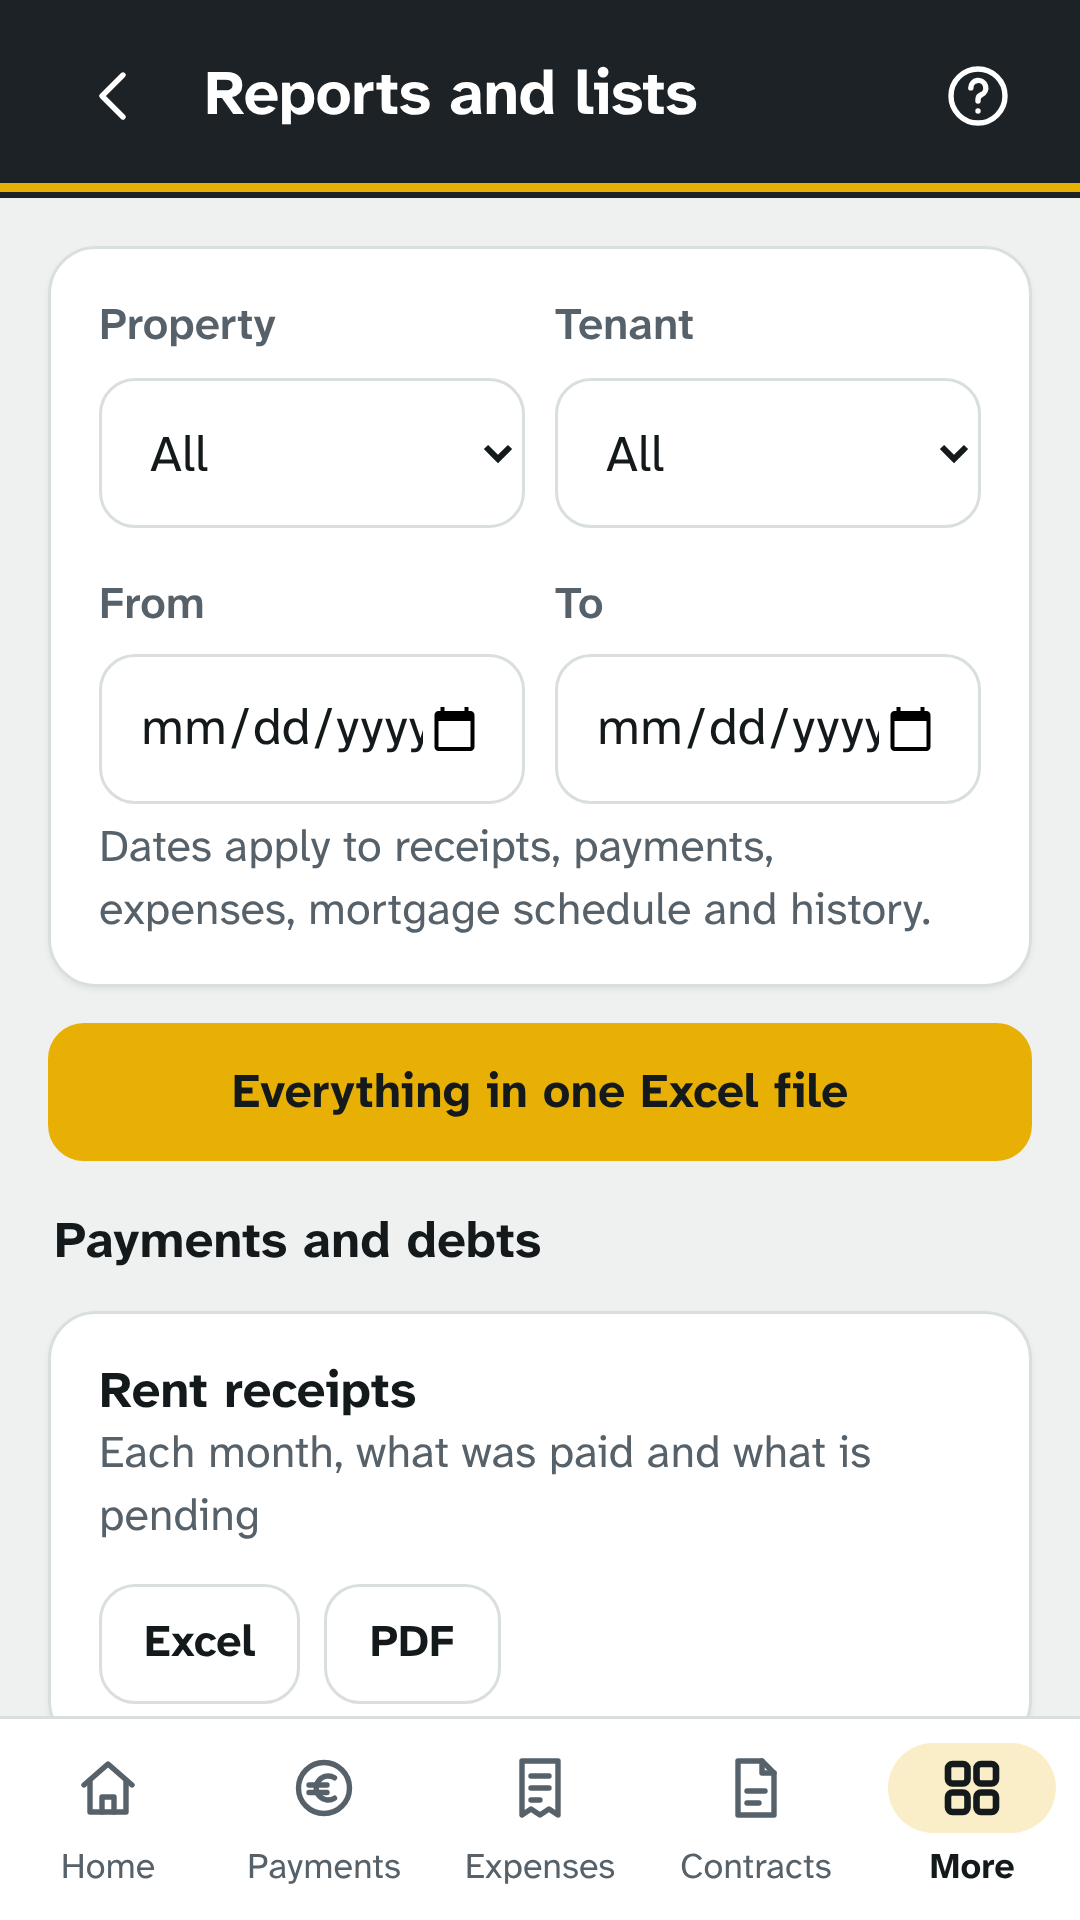 Reports and lists
Property
Tenant
All
All
From
To
mm/dd/yyyy
mm/dd/yyyy
Dates apply to receipts, payments,
expenses, mortgage schedule and history.
Everything in one Excel file
Payments and debts
Rent receipts
Each month, what was paid and what is
pending
Excel
PDF
Home
Payments
Expenses
Contracts
More